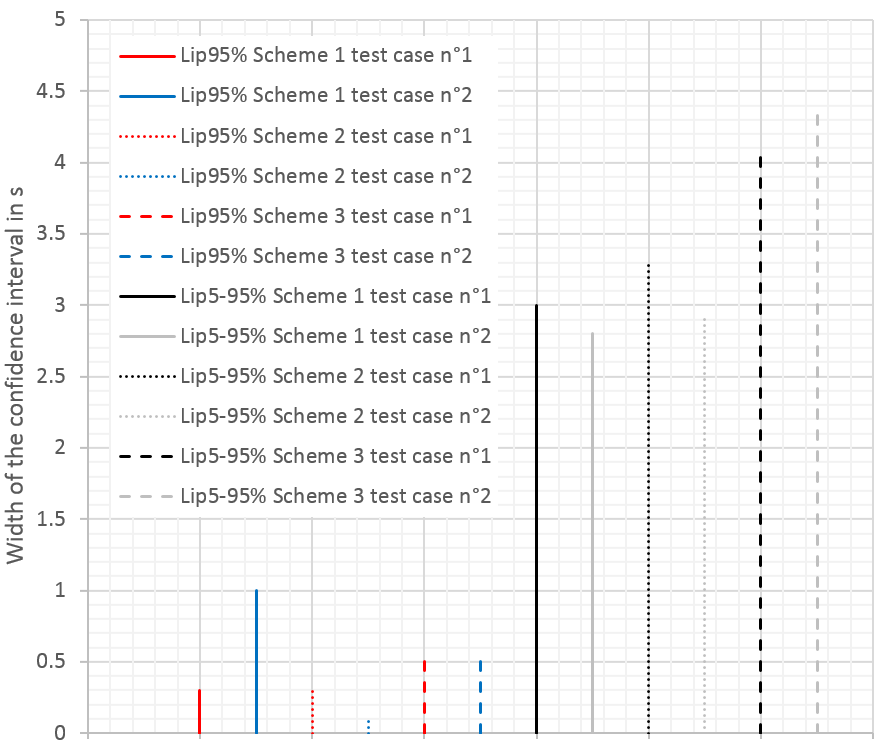 5
4.5
4
3.5
3
2.5
2
1.5
1
0.5
0
Width of the confidence interval in s
Lip95% Scheme 1 test case n°1
Lip95% Scheme 1 test case n°2
Lip95% Scheme 2 test case n°1
Lip95% Scheme 2 test case n°2
Lip95% Scheme 3 test case n°1
Lip95% Scheme 3 test case n°2
Lip5-95% Scheme 1 test case n°1
Lip5-95% Scheme 1 test case n°2
Lip5-95% Scheme 2 test case n°1
Lip5-95% Scheme 2 test case n°2
Lip5-95% Scheme 3 test case n°1
Lip5-95% Scheme 3 test case n°2